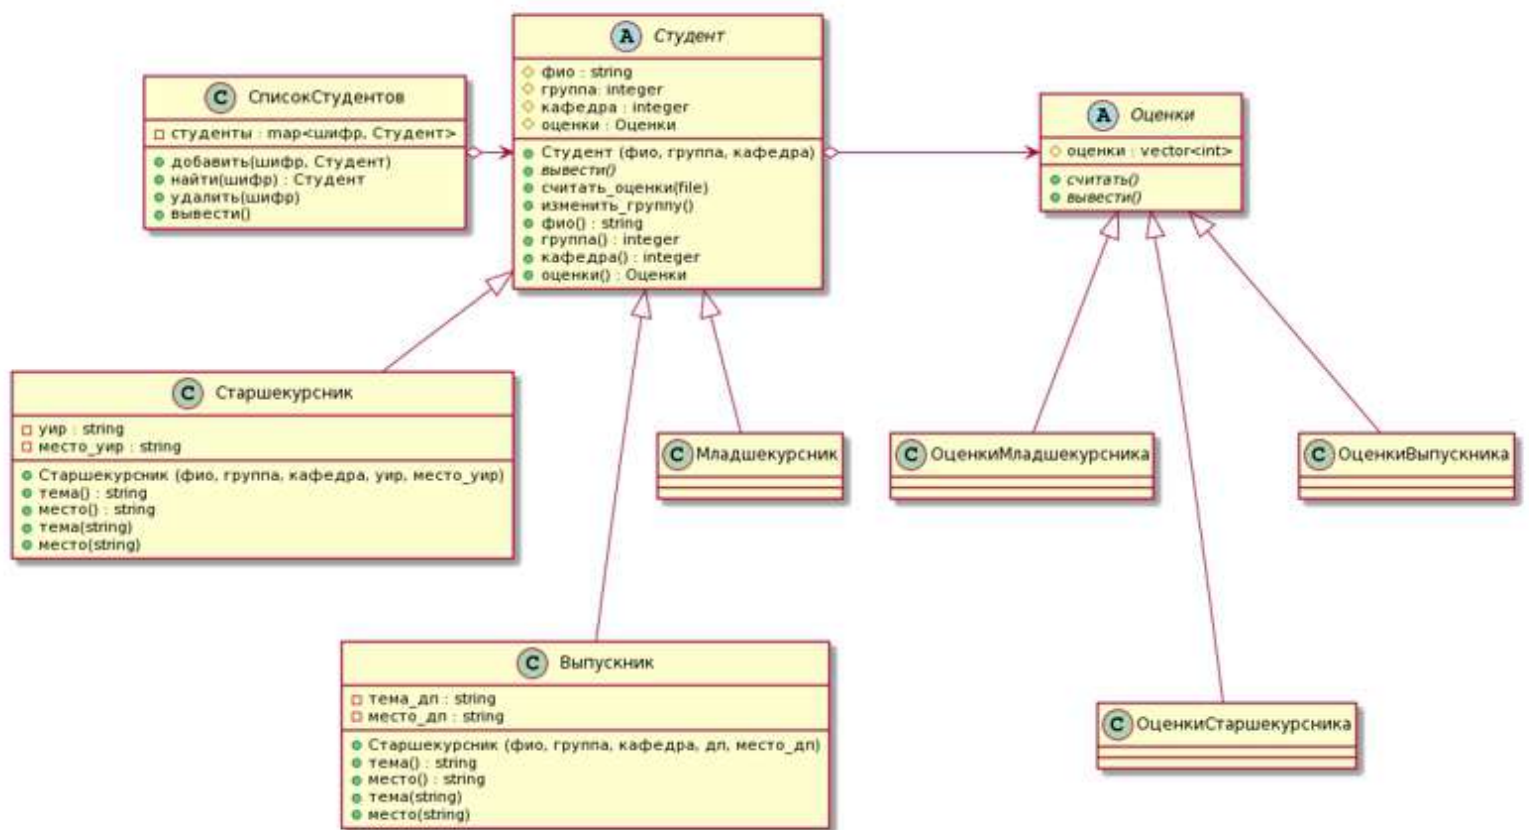 A Студент
фио : string
группа: integer
кафедра : integer
оценки : Оценки
Студент (фио, группа, кафедра)
вывести()
считать_оценки(file)
изменить_группу()
фио() : string
группа() : integer
кафедра() : integer
оценки() : Оценки
C СписокСтудентов
студенты : map<шифр, Студент>
добавить(шифр, Студент)
найти(шифр) : Студент
удалить(шифр)
вывести()
A Оценки
оценки : vector<int>
считать()
вывести()
C Старшекурсник
уир : string
место_уир : string
Старшекурсник (фио, группа, кафедра, уир, место_уир)
тема() : string
место() : string
тема(string)
место(string)
C Младшекурсник
C ОценкиМладшекурсника
C ОценкиВыпускника
C Выпускник
тема_дп : string
место_дп : string
Старшекурсник (фио, группа, кафедра, дп, место_дп)
тема() : string
место() : string
тема(string)
место(string)
C ОценкиСтаршекурсника